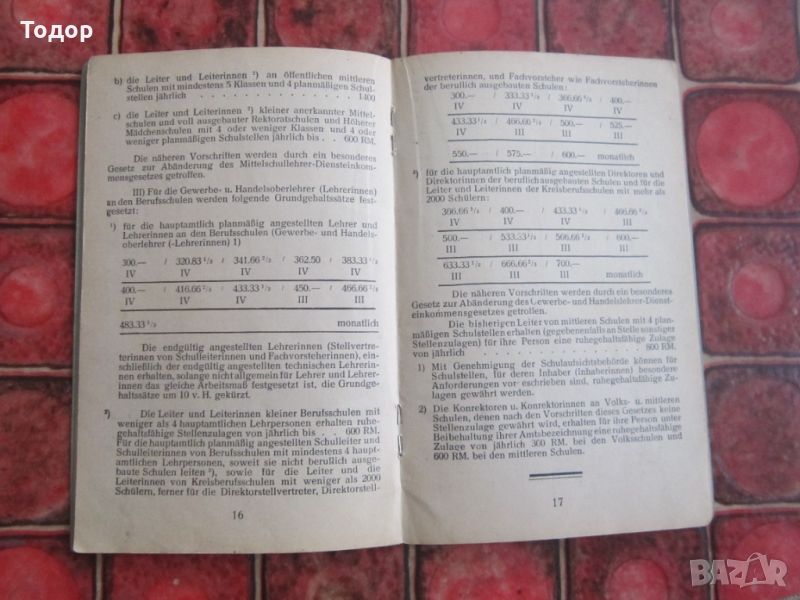 Todop
b) die Leiter und Leiterinnen ²) an öffentlichen mittleren
Schulen mit mindestens 5 Klassen und 4 planmäßigen Schul-
stellen jährlich . . . . . . . . . . . . 1400
c) die Leiter und Leiterinnen ²) kleiner anerkannter Mittel-
schulen und voll ausgebauter Rektoratschulen und Höherer
Mädchenschulen mit 4 oder weniger Klassen und 4 oder
weniger planmäßigen Schulstellen jährlich bis . . 600 RM.
Die näheren Vorschriften werden durch ein besonderes
Gesetz zur Abänderung des Mittelschullehrer-Diensteinkom-
mensgesetzes getroffen.
III) Für die Gewerbe- u. Handelsoberlehrer (Lehrerinnen)
an den Berufsschulen werden folgende Grundgehaltssätze fest-
gesetzt:
¹) für die hauptamtlich planmäßig angestellten Lehrer und
Lehrerinnen an den Berufsschulen (Gewerbe- und Handels-
oberlehrer (-Lehrerinnen) 1)
300.— / 320.83 ¹/₃ / 341.66 ²/₃ / 362.50 / 383.33 ¹/₃
IV IV IV IV IV
400.— / 416.66 ²/₃ / 433.33 ¹/₃ / 450.— / 466.66 ²/₃
IV IV IV III III
483.33 ¹/₃ monatlich
Die endgültig angestellten Lehrerinnen (Stellvertre-
terinnen von Schulleiterinnen und Fachvorsteherinnen), ein-
schließlich der endgültig angestellten technischen Lehrerin-
nen erhalten, solange nicht allgemein für Lehrer und Lehrer-
innen das gleiche Arbeitsmaß festgesetzt ist, die Grundge-
haltssätze um 10 v. H. gekürzt.
²) Die Leiter und Leiterinnen kleiner Berufsschulen mit
weniger als 4 hauptamtlichen Lehrpersonen erhalten ruhe-
gehaltsfähige Stellenzulagen von jährlich bis . . 600 RM.
Für die hauptamtlich planmäßig angestellten Schulleiter und
Schulleiterinnen von Berufsschulen mit mindestens 4 haupt-
amtlichen Lehrpersonen, soweit sie nicht beruflich ausge-
baute Schulen leiten ²), sowie für die Leiter und die
Leiterinnen von Kreisberufsschulen mit weniger als 2000
Schülern, ferner für die Direktorstellvertreter, Direktorstell-
16
vertreterinnen, und Fachvorsteher wie Fachvorsteherinnen
der beruflich ausgebauten Schulen:
300.— / 333.33 ¹/₃ / 366.66 ²/₃ / 400.—
IV IV IV IV
433.33 ¹/₃ / 466.66 ²/₃ / 500.— / 525.—
IV III III III
550.— / 575.— / 600.— monatlich
³) für die hauptamtlich planmäßig angestellten Direktoren und
Direktorinnen der beruflich ausgebauten Schulen und für die
Leiter und Leiterinnen der Kreisberufsschulen mit mehr als
2000 Schülern:
366.66 ²/₃ / 400.— / 433.33 ¹/₃ / 466.66 ²/₃
IV IV IV III
500.— / 533.33 ¹/₃ / 566.66 ²/₃ / 600.—
III III III III
633.33 ¹/₃ / 666.66 ²/₃ / 700.—
III III III monatlich
Die näheren Vorschriften werden durch ein besonderes
Gesetz zur Abänderung des Gewerbe- und Handelslehrer-Dienst-
einkommensgesetzes getroffen.
Die bisherigen Leiter von mittleren Schulen mit 4 plan-
mäßigen Schulstellen erhalten (gegebenenfalls an Stelle sonstiger
Stellenzulagen) für ihre Person eine ruhegehaltsfähige Zulage
von jährlich . . . . . . . . . . . . 800 RM.
1) Mit Genehmigung der Schulaufsichtsbehörde können für
Schulstellen, für deren Inhaber (Inhaberinnen) besondere
Anforderungen vor eschrieben sind, ruhegehaltsfähige Zu-
lagen gewährt werden.
2) Die Konrektoren u. Konrektorinnen an Volks- u. mittleren
Schulen, denen nach den Vorschriften dieses Gesetzes keine
Stellenzulage gewährt wird, erhalten für ihre Person unter
Beibehaltung ihrer Amtsbezeichnung eine ruhegehaltsfähige
Zulage von jährlich 300 RM. bei den Volksschulen und
600 RM. bei den mittleren Schulen.
17
BAZAR